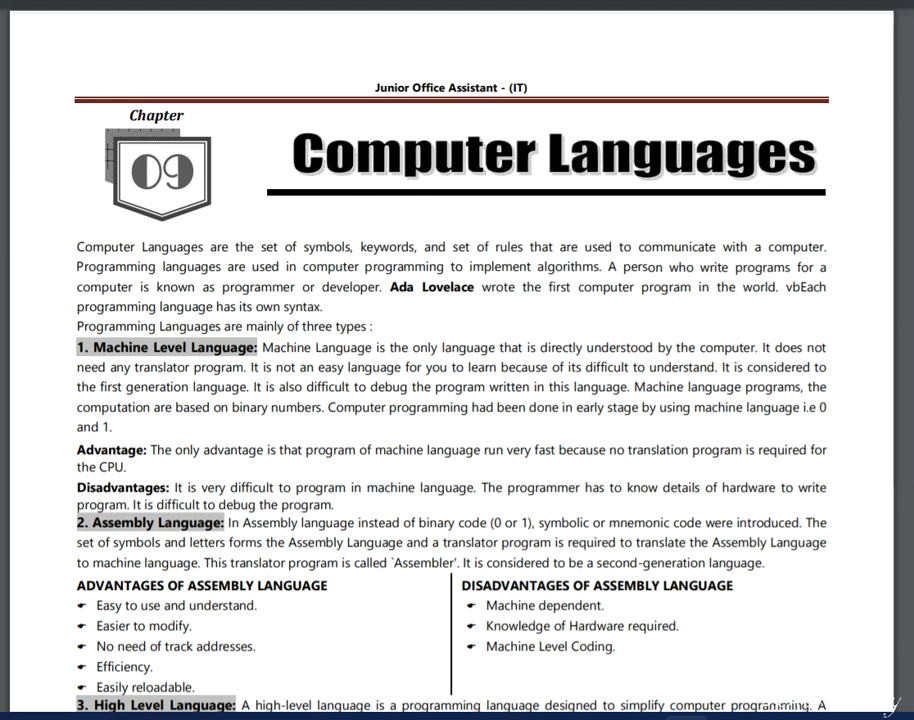 Junior Office Assistant - (IT)
Chapter
09
Computer Languages
Computer Languages are the set of symbols, keywords, and set of rules that are used to communicate with a computer.
Programming languages are used in computer programming to implement algorithms. A person who write programs for a
computer is known as programmer or developer. Ada Lovelace wrote the first computer program in the world. vbEach
programming language has its own syntax.
Programming Languages are mainly of three types :
1. Machine Level Language: Machine Language is the only language that is directly understood by the computer. It does not
need any translator program. It is not an easy language for you to learn because of its difficult to understand. It is considered to
the first generation language. It is also difficult to debug the program written in this language. Machine language programs, the
computation are based on binary numbers. Computer programming had been done in early stage by using machine language i.e 0
and 1.
Advantage: The only advantage is that program of machine language run very fast because no translation program is required for
the CPU.
Disadvantages: It is very difficult to program in machine language. The programmer has to know details of hardware to write
program. It is difficult to debug the program.
2. Assembly Language: In Assembly language instead of binary code (0 or 1), symbolic or mnemonic code were introduced. The
set of symbols and letters forms the Assembly Language and a translator program is required to translate the Assembly Language
to machine language. This translator program is called `Assembler'. It is considered to be a second-generation language.
ADVANTAGES OF ASSEMBLY LANGUAGE
Easy to use and understand.
Easier to modify.
No need of track addresses.
Efficiency.
Easily reloadable.
DISADVANTAGES OF ASSEMBLY LANGUAGE
Machine dependent.
Knowledge of Hardware required.
Machine Level Coding.
3. High Level Language: A high-level language is a programming language designed to simplify computer programming. A